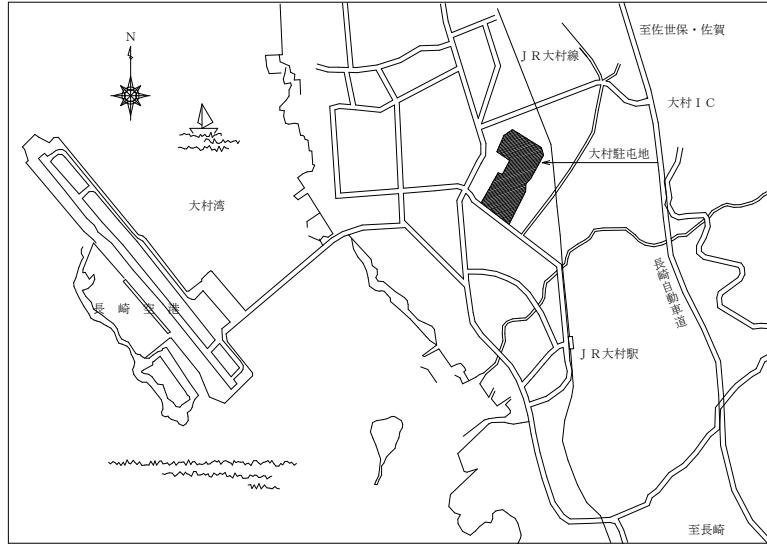 至佐世保・佐賀
N
ＪＲ大村線
大村ＩＣ
大村駐屯地
大村湾
長崎自動車道
長崎空港
ＪＲ大村駅
至長崎